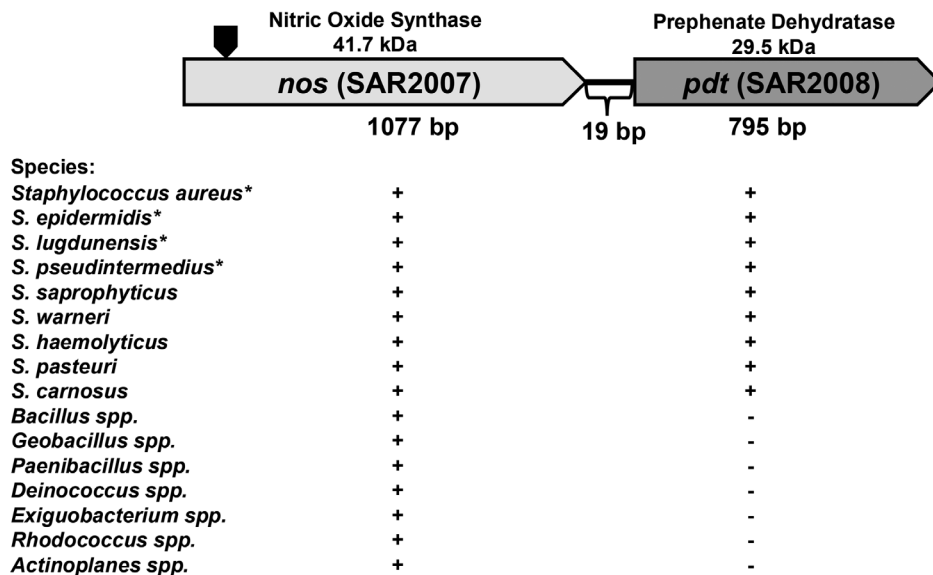 Nitric Oxide Synthase Prephenate Dehydratase
41.7 kDa 29.5 kDa
nos (SAR2007) pdt (SAR2008)
1077 bp 19 bp 795 bp
Species:
Staphylococcus aureus* + +
S. epidermidis* + +
S. lugdunensis* + +
S. pseudintermedius* + +
S. saprophyticus + +
S. warneri + +
S. haemolyticus + +
S. pasteuri + +
S. carnosus + +
Bacillus spp. + -
Geobacillus spp. + -
Paenibacillus spp. + -
Deinococcus spp. + -
Exiguobacterium spp. + -
Rhodococcus spp. + -
Actinoplanes spp. + -